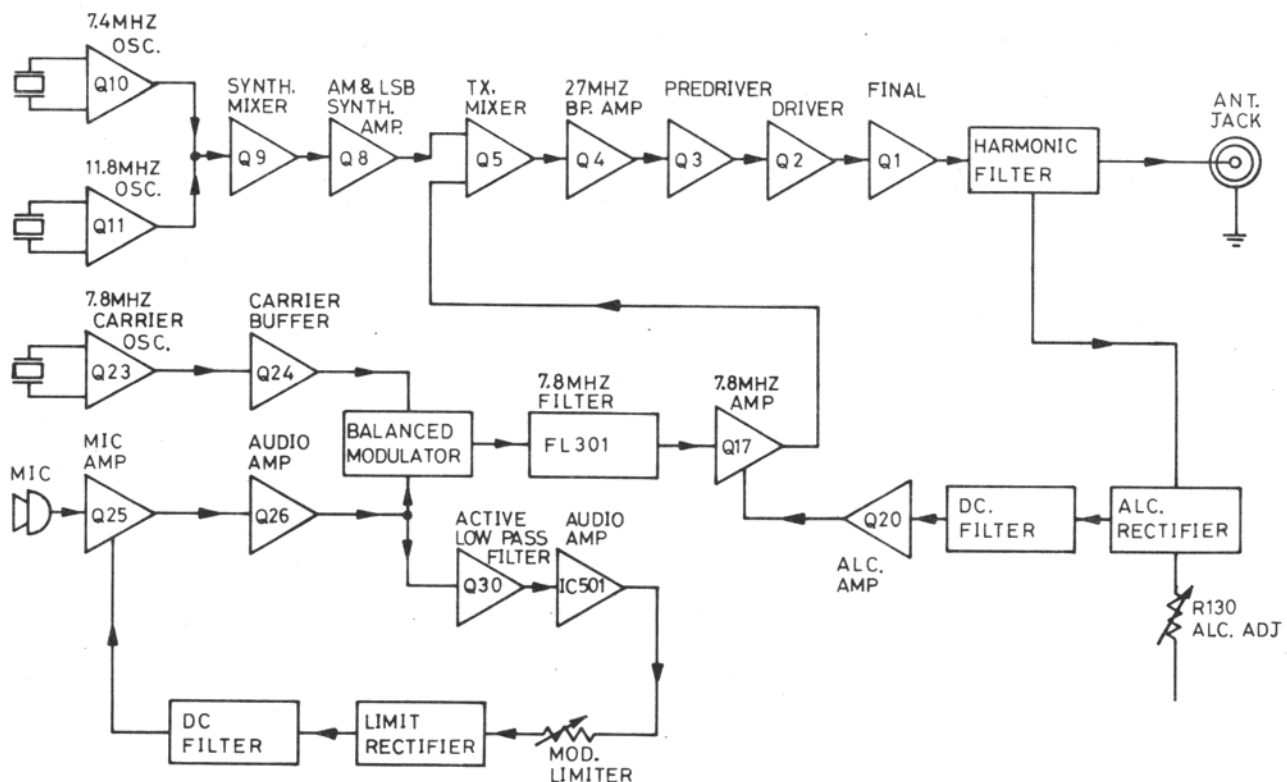 7.4MHZ
OSC.
Q10
SYNTH.
MIXER
Q9
AM & LSB
SYNTH.
AMP.
Q8
TX.
MIXER
Q5
27MHZ
BP. AMP
Q4
PREDRIVER
Q3
DRIVER
Q2
FINAL
Q1
HARMONIC
FILTER
ANT.
JACK
11.8MHZ
OSC.
Q11
7.8MHZ
CARRIER
OSC.
Q23
CARRIER
BUFFER
Q24
BALANCED
MODULATOR
7.8MHZ
FILTER
FL301
7.8MHZ
AMP
Q17
MIC
MIC
AMP
Q25
AUDIO
AMP
Q26
ACTIVE
LOW PASS
FILTER
Q30
AUDIO
AMP
IC501
Q20
ALC.
AMP
DC.
FILTER
ALC.
RECTIFIER
R130
ALC. ADJ
DC
FILTER
LIMIT
RECTIFIER
MOD.
LIMITER